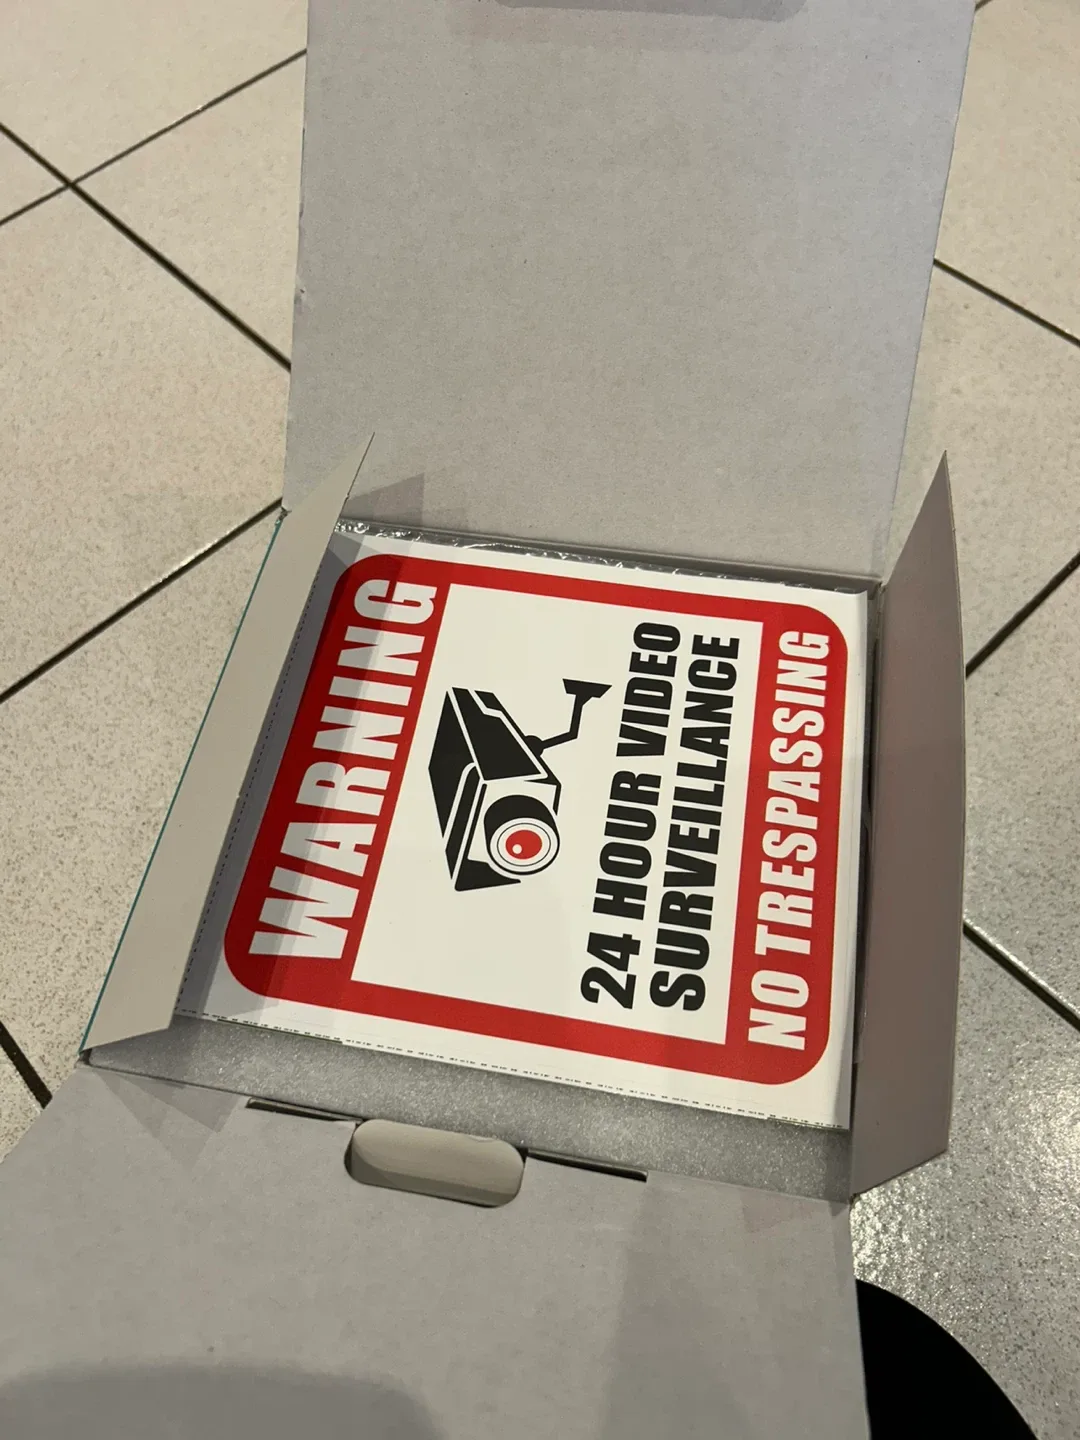 WARNING
24 HOUR VIDEO
SURVEILLANCE
NO TRESPASSING